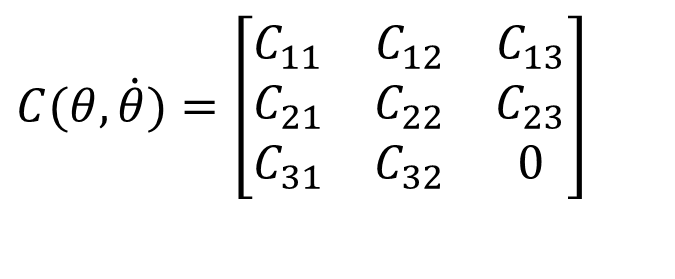 C(θ, θ̇) = [C₁₁ C₁₂ C₁₃
C₂₁ C₂₂ C₂₃
C₃₁ C₃₂ 0]